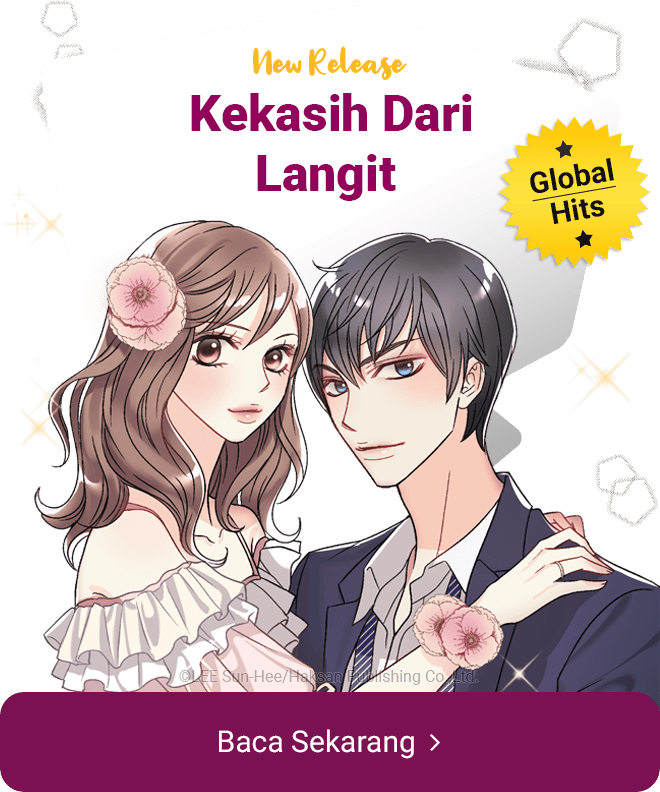 New Release
Kekasih Dari
Langit
Global
Hits
©LEE Sun-Hee/Haksan Publishing Co.,Ltd.
Baca Sekarang